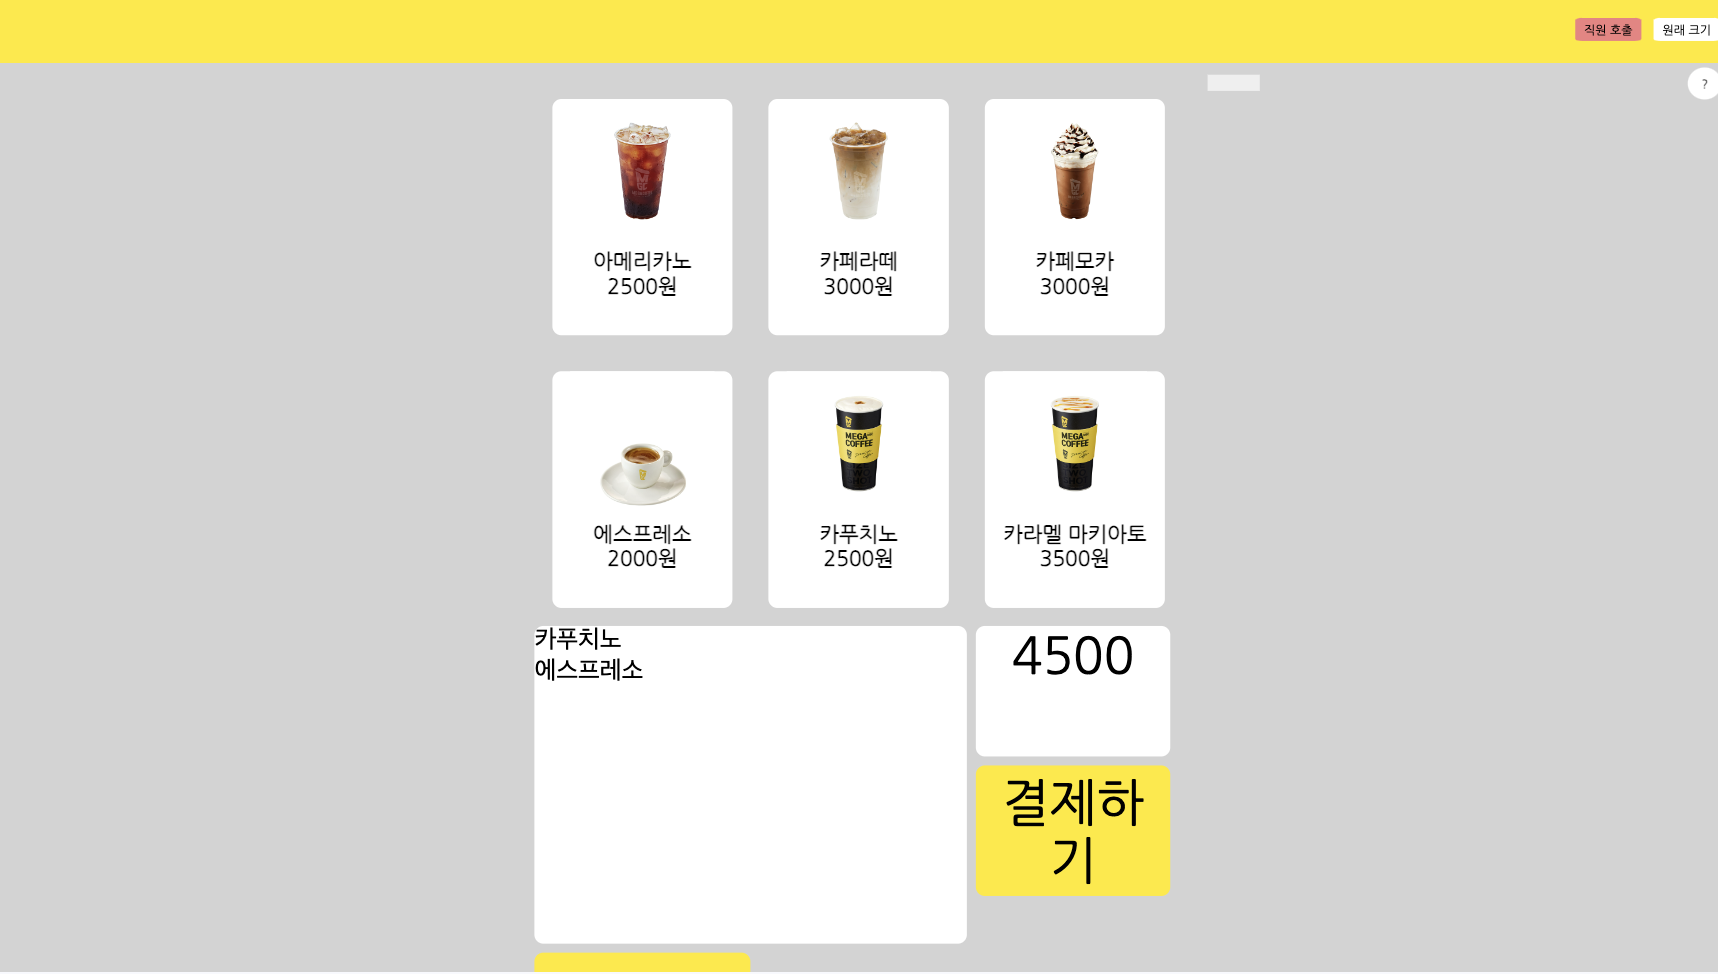 직원 호출
원래 크기
?
아메리카노
2500원
카페라떼
3000원
카페모카
3000원
MEGA
COFFEE
MEGA
COFFEE
에스프레소
2000원
카푸치노
2500원
카라멜 마키아토
3500원
카푸치노
에스프레소
4500
결제하
기